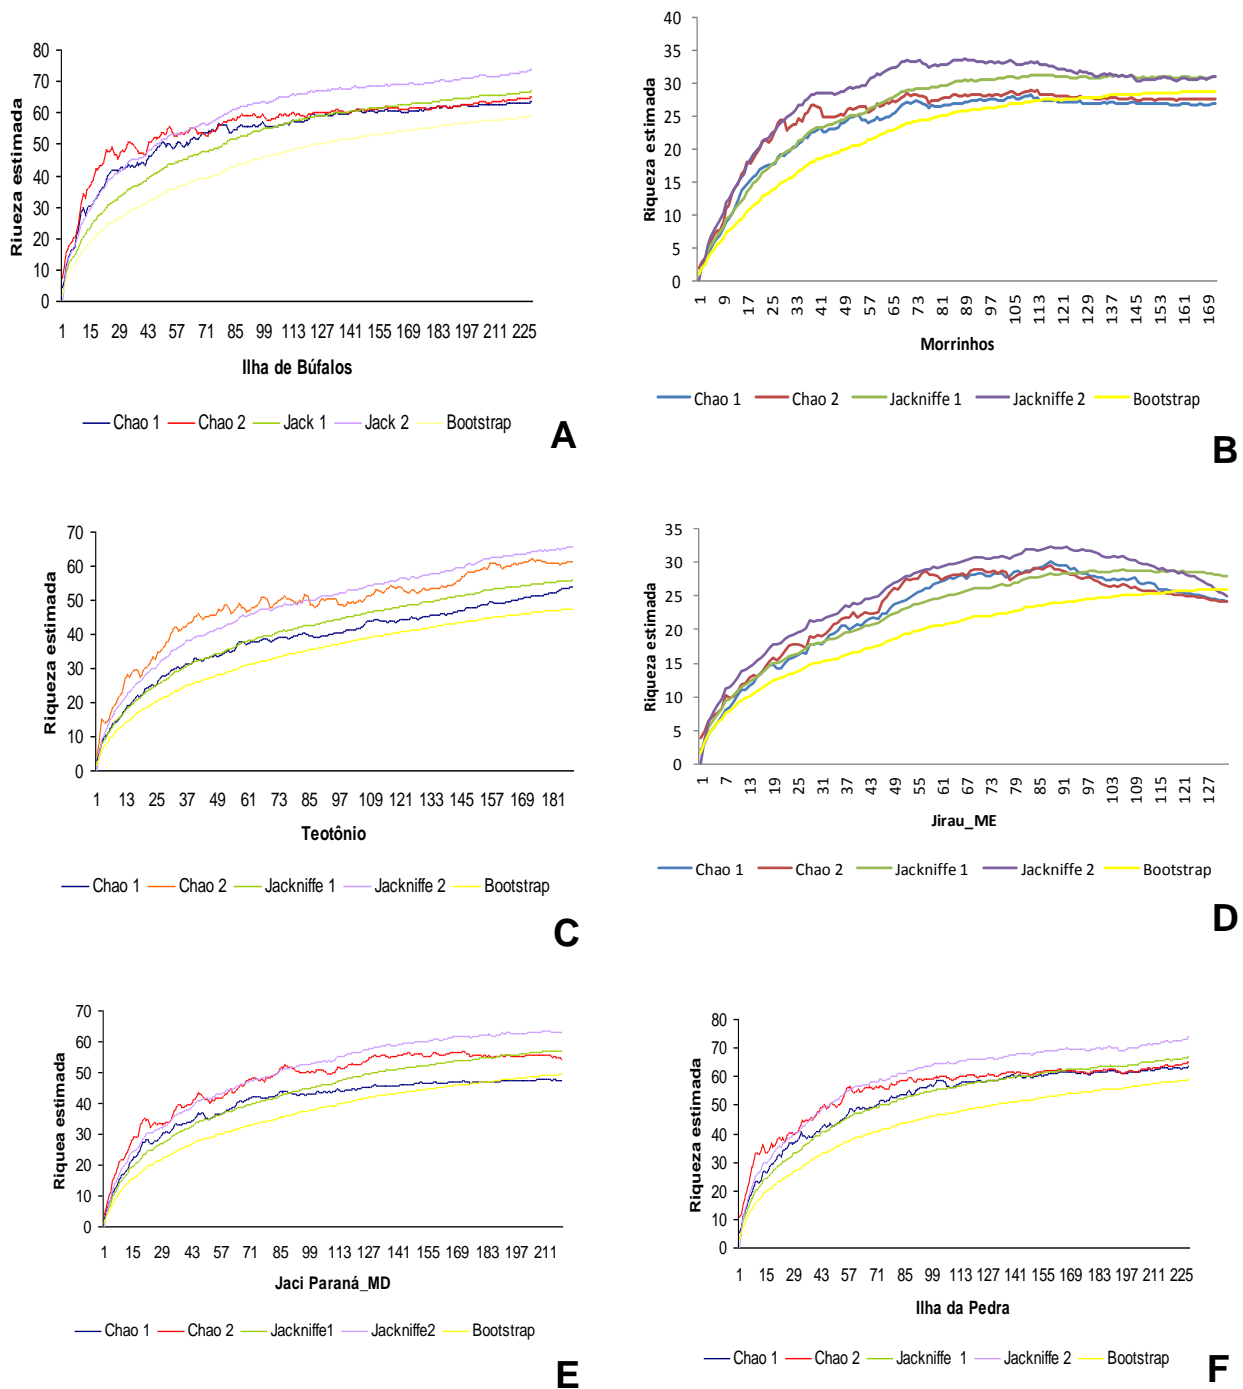 80
70
60
50
40
30
20
10
0
Riueza estimada
1 15 29 43 57 71 85 99 113 127 141 155 169 183 197 211 225
Ilha de Búfalos
Chao 1 Chao 2 Jack 1 Jack 2 Bootstrap
A
40
35
30
25
20
15
10
5
0
Riqueza estimada
1 9 17 25 33 41 49 57 65 73 81 89 97 105 113 121 129 137 145 153 161 169
Morrinhos
Chao 1 Chao 2 Jackniffe 1 Jackniffe 2 Bootstrap
B
70
60
50
40
30
20
10
0
Riqueza estimada
1 13 25 37 49 61 73 85 97 109 121 133 145 157 169 181
Teotônio
Chao 1 Chao 2 Jackniffe 1 Jackniffe 2 Bootstrap
C
35
30
25
20
15
10
5
0
Riqueza estimada
1 7 13 19 25 31 37 43 49 55 61 67 73 79 85 91 97 103 109 115 121 127
Jirau_ME
Chao 1 Chao 2 Jackniffe 1 Jackniffe 2 Bootstrap
D
70
60
50
40
30
20
10
0
Riquea estimada
1 15 29 43 57 71 85 99 113 127 141 155 169 183 197 211
Jaci Paraná_MD
Chao 1 Chao 2 Jackniffe1 Jackniffe2 Bootstrap
E
80
70
60
50
40
30
20
10
0
Riqueza estimada
1 15 29 43 57 71 85 99 113 127 141 155 169 183 197 211 225
Ilha da Pedra
Chao 1 Chao 2 Jackniffe 1 Jackniffe 2 Bootstrap
F